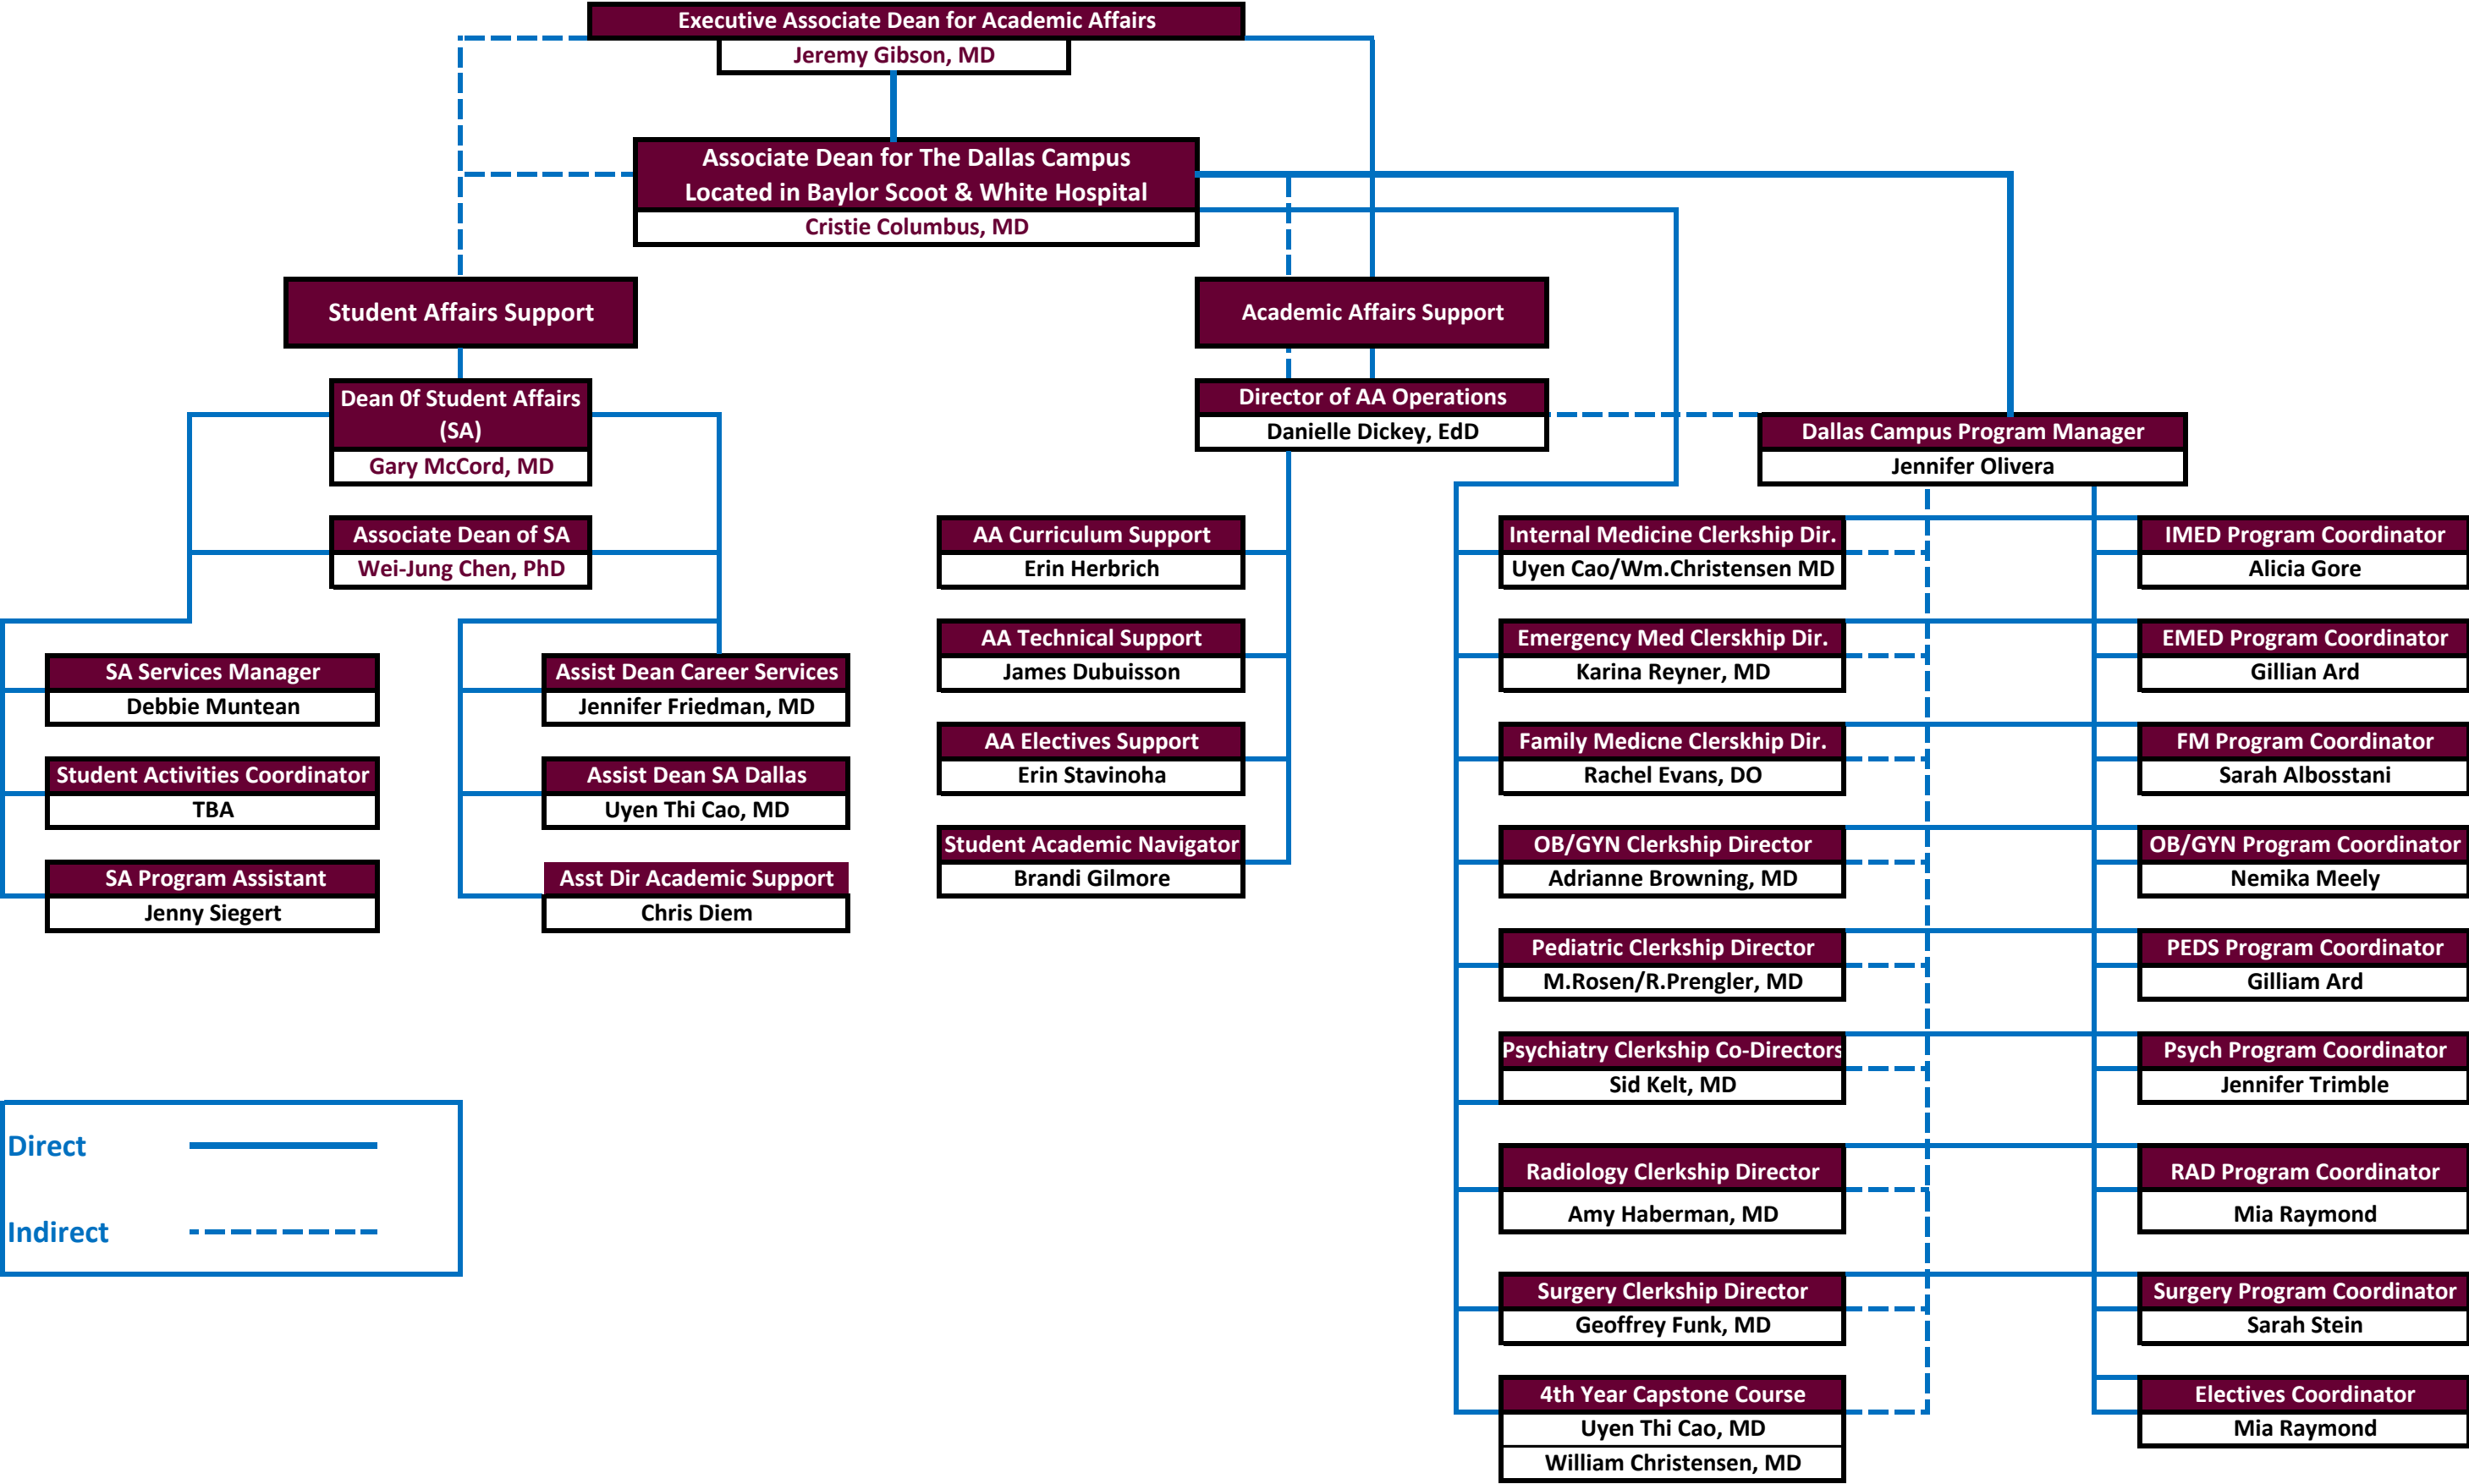 Executive Associate Dean for Academic Affairs
Jeremy Gibson, MD
Associate Dean for The Dallas Campus
Located in Baylor Scoot & White Hospital
Cristie Columbus, MD
Student Affairs Support
Academic Affairs Support
Dean 0f Student Affairs
(SA)
Gary McCord, MD
Director of AA Operations
Danielle Dickey, EdD
Dallas Campus Program Manager
Jennifer Olivera
Associate Dean of SA
Wei-Jung Chen, PhD
SA Services Manager
Debbie Muntean
Student Activities Coordinator
TBA
SA Program Assistant
Jenny Siegert
Assist Dean Career Services
Jennifer Friedman, MD
Assist Dean SA Dallas
Uyen Thi Cao, MD
Asst Dir Academic Support
Chris Diem
AA Curriculum Support
Erin Herbrich
AA Technical Support
James Dubuisson
AA Electives Support
Erin Stavinoha
Student Academic Navigator
Brandi Gilmore
Internal Medicine Clerkship Dir.
Uyen Cao/Wm.Christensen MD
Emergency Med Clerskhip Dir.
Karina Reyner, MD
Family Medicne Clerskhip Dir.
Rachel Evans, DO
OB/GYN Clerkship Director
Adrianne Browning, MD
Pediatric Clerkship Director
M.Rosen/R.Prengler, MD
Psychiatry Clerkship Co-Directors
Sid Kelt, MD
Radiology Clerkship Director
Amy Haberman, MD
Surgery Clerkship Director
Geoffrey Funk, MD
4th Year Capstone Course
Uyen Thi Cao, MD
William Christensen, MD
IMED Program Coordinator
Alicia Gore
EMED Program Coordinator
Gillian Ard
FM Program Coordinator
Sarah Albosstani
OB/GYN Program Coordinator
Nemika Meely
PEDS Program Coordinator
Gilliam Ard
Psych Program Coordinator
Jennifer Trimble
RAD Program Coordinator
Mia Raymond
Surgery Program Coordinator
Sarah Stein
Electives Coordinator
Mia Raymond
Direct
Indirect